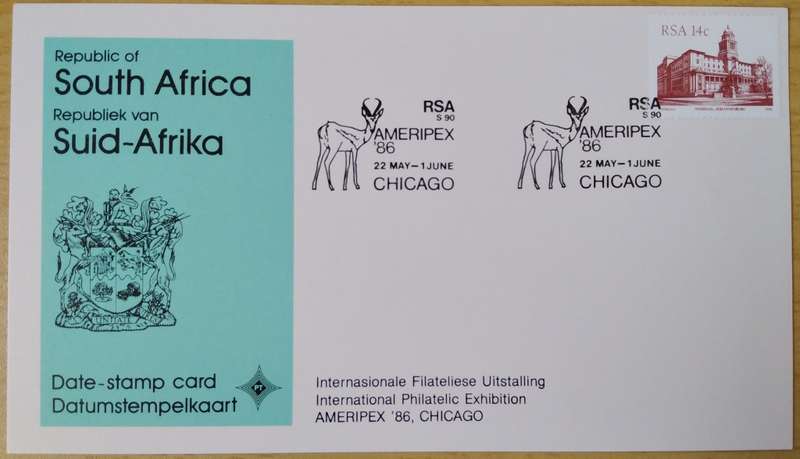 Republic of
South Africa
Republiek van
Suid-Afrika
Date-stamp card
Datumstempelkaart
PT
RSA
S 90
AMERIPEX
'86
22 MAY–1 JUNE
CHICAGO
RSA
S 90
AMERIPEX
'86
22 MAY–1 JUNE
CHICAGO
RSA 14c
Internasionale Filateliese Uitstalling
International Philatelic Exhibition
AMERIPEX '86, CHICAGO